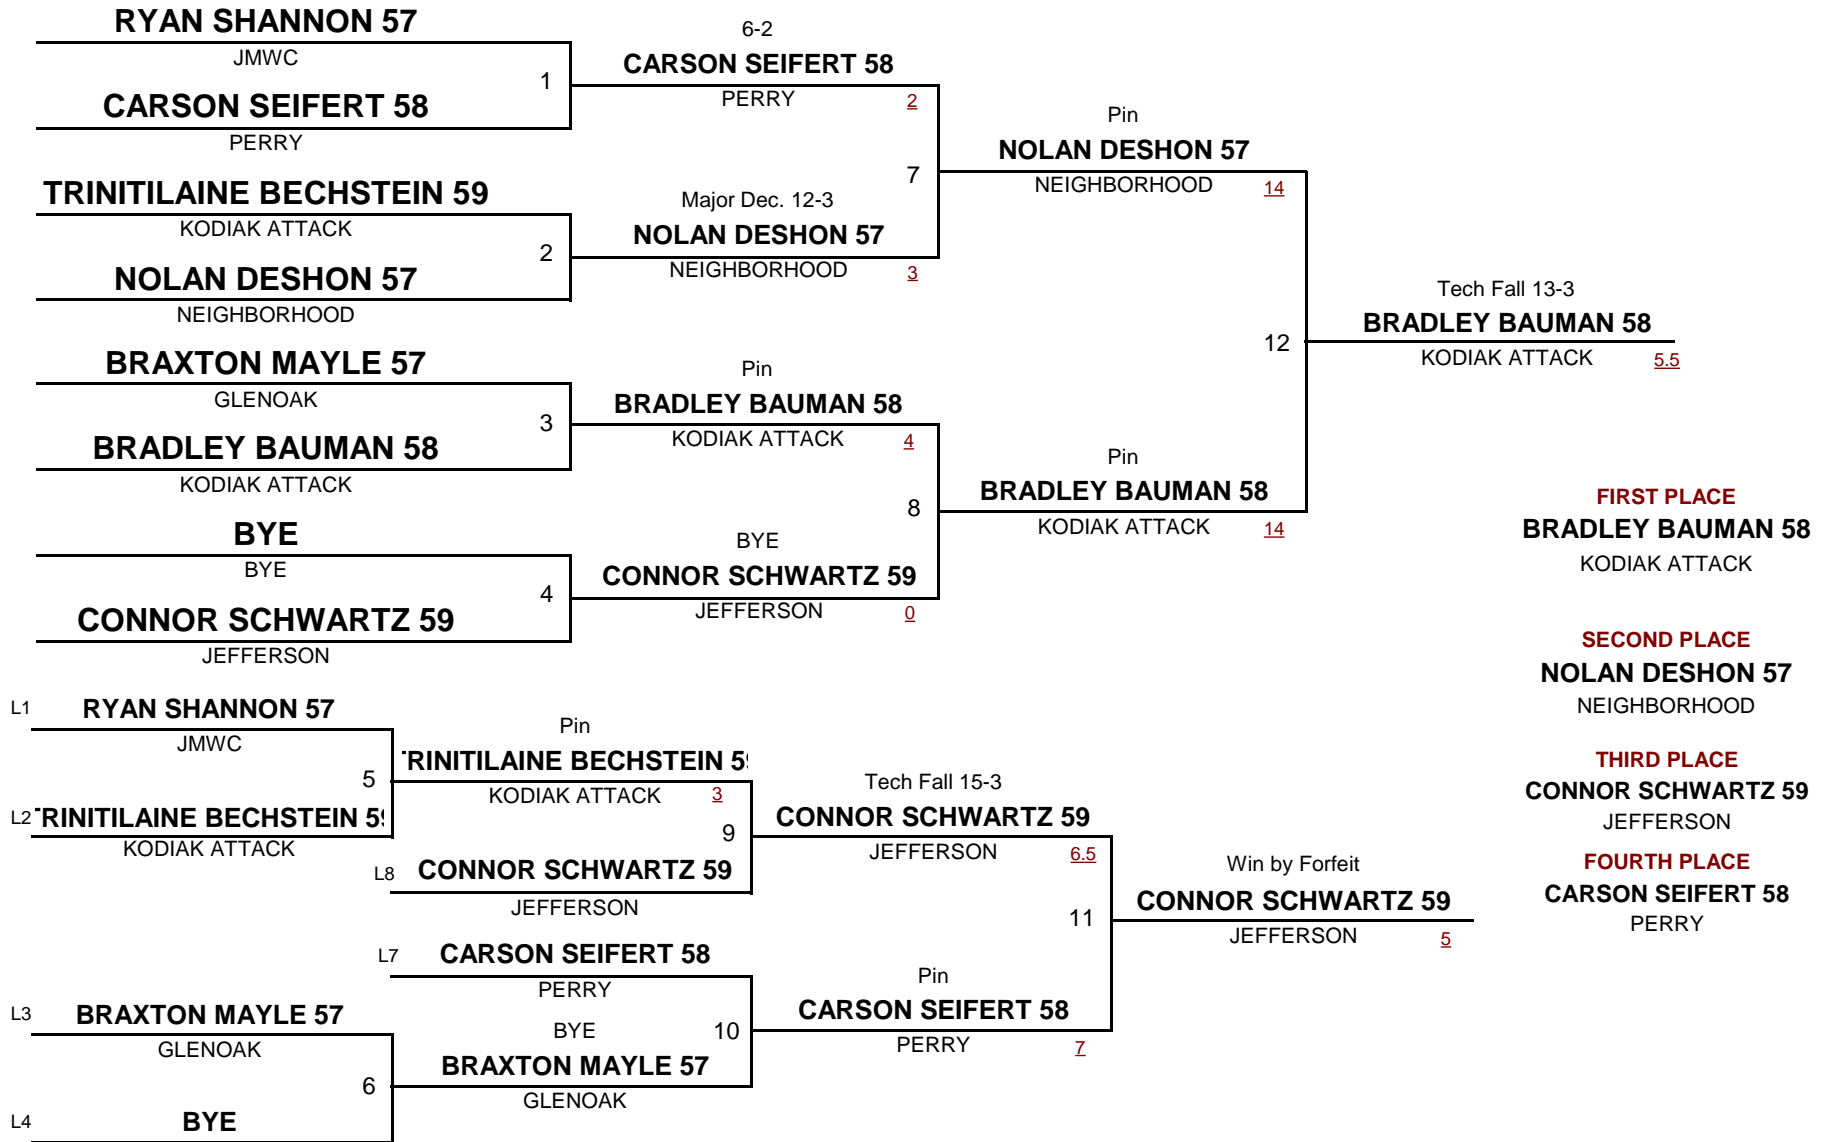 RYAN SHANNON 57
JMWC
1
CARSON SEIFERT 58
PERRY
6-2
CARSON SEIFERT 58
PERRY
2
TRINITILAINE BECHSTEIN 59
KODIAK ATTACK
2
NOLAN DESHON 57
NEIGHBORHOOD
Major Dec. 12-3
NOLAN DESHON 57
NEIGHBORHOOD
3
7
Pin
NOLAN DESHON 57
NEIGHBORHOOD
14
BRAXTON MAYLE 57
GLENOAK
3
BRADLEY BAUMAN 58
KODIAK ATTACK
Pin
BRADLEY BAUMAN 58
KODIAK ATTACK
4
BYE
BYE
4
CONNOR SCHWARTZ 59
JEFFERSON
BYE
CONNOR SCHWARTZ 59
JEFFERSON
0
8
Pin
BRADLEY BAUMAN 58
KODIAK ATTACK
14
12
Tech Fall 13-3
BRADLEY BAUMAN 58
KODIAK ATTACK
5.5
FIRST PLACE
BRADLEY BAUMAN 58
KODIAK ATTACK
SECOND PLACE
NOLAN DESHON 57
NEIGHBORHOOD
THIRD PLACE
CONNOR SCHWARTZ 59
JEFFERSON
FOURTH PLACE
CARSON SEIFERT 58
PERRY
L1
RYAN SHANNON 57
JMWC
5
L2
TRINITILAINE BECHSTEIN 59
KODIAK ATTACK
Pin
TRINITILAINE BECHSTEIN 59
KODIAK ATTACK
3
9
L8
CONNOR SCHWARTZ 59
JEFFERSON
Tech Fall 15-3
CONNOR SCHWARTZ 59
JEFFERSON
6.5
L7
CARSON SEIFERT 58
PERRY
L3
BRAXTON MAYLE 57
GLENOAK
6
L4
BYE
BYE
BRAXTON MAYLE 57
GLENOAK
10
Pin
CARSON SEIFERT 58
PERRY
7
11
Win by Forfeit
CONNOR SCHWARTZ 59
JEFFERSON
5